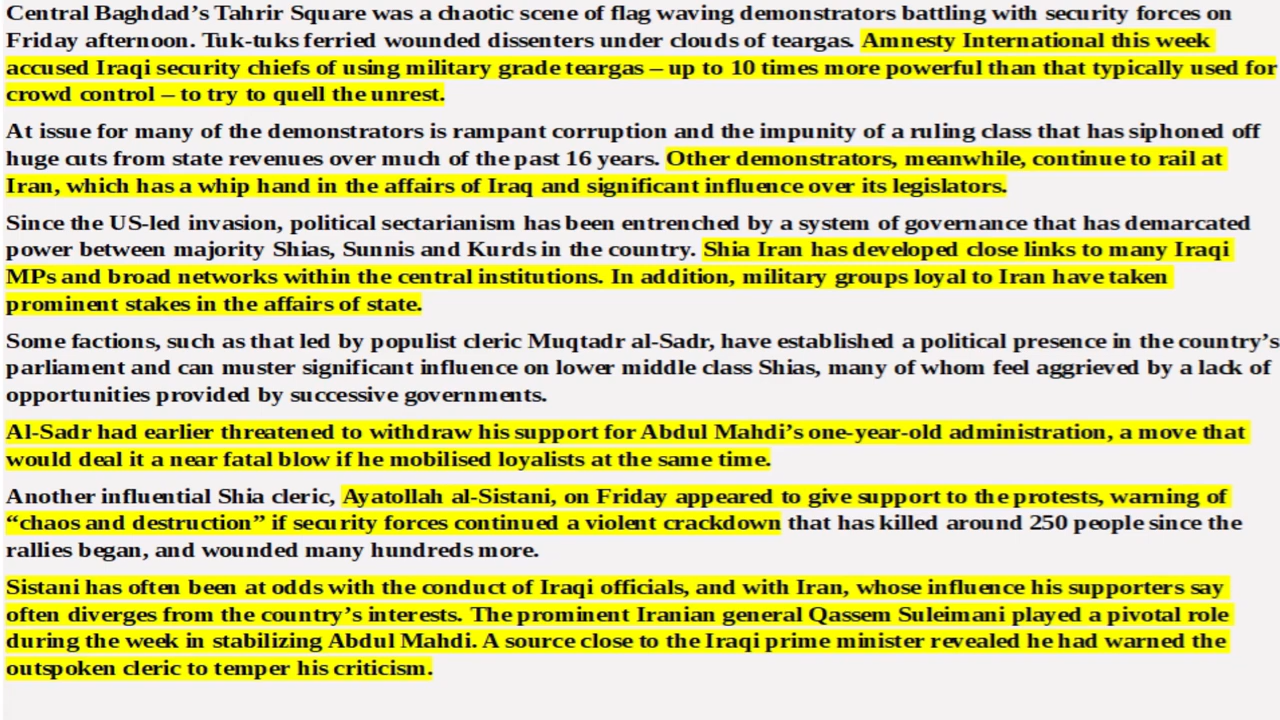 Central Baghdad’s Tahrir Square was a chaotic scene of flag waving demonstrators battling with security forces on
Friday afternoon. Tuk-tuks ferried wounded dissenters under clouds of teargas. Amnesty International this week
accused Iraqi security chiefs of using military grade teargas – up to 10 times more powerful than that typically used for
crowd control – to try to quell the unrest.
At issue for many of the demonstrators is rampant corruption and the impunity of a ruling class that has siphoned off
huge cuts from state revenues over much of the past 16 years. Other demonstrators, meanwhile, continue to rail at
Iran, which has a whip hand in the affairs of Iraq and significant influence over its legislators.
Since the US-led invasion, political sectarianism has been entrenched by a system of governance that has demarcated
power between majority Shias, Sunnis and Kurds in the country. Shia Iran has developed close links to many Iraqi
MPs and broad networks within the central institutions. In addition, military groups loyal to Iran have taken
prominent stakes in the affairs of state.
Some factions, such as that led by populist cleric Muqtadr al-Sadr, have established a political presence in the country’s
parliament and can muster significant influence on lower middle class Shias, many of whom feel aggrieved by a lack of
opportunities provided by successive governments.
Al-Sadr had earlier threatened to withdraw his support for Abdul Mahdi’s one-year-old administration, a move that
would deal it a near fatal blow if he mobilised loyalists at the same time.
Another influential Shia cleric, Ayatollah al-Sistani, on Friday appeared to give support to the protests, warning of
“chaos and destruction” if security forces continued a violent crackdown that has killed around 250 people since the
rallies began, and wounded many hundreds more.
Sistani has often been at odds with the conduct of Iraqi officials, and with Iran, whose influence his supporters say
often diverges from the country’s interests. The prominent Iranian general Qassem Suleimani played a pivotal role
during the week in stabilizing Abdul Mahdi. A source close to the Iraqi prime minister revealed he had warned the
outspoken cleric to temper his criticism.